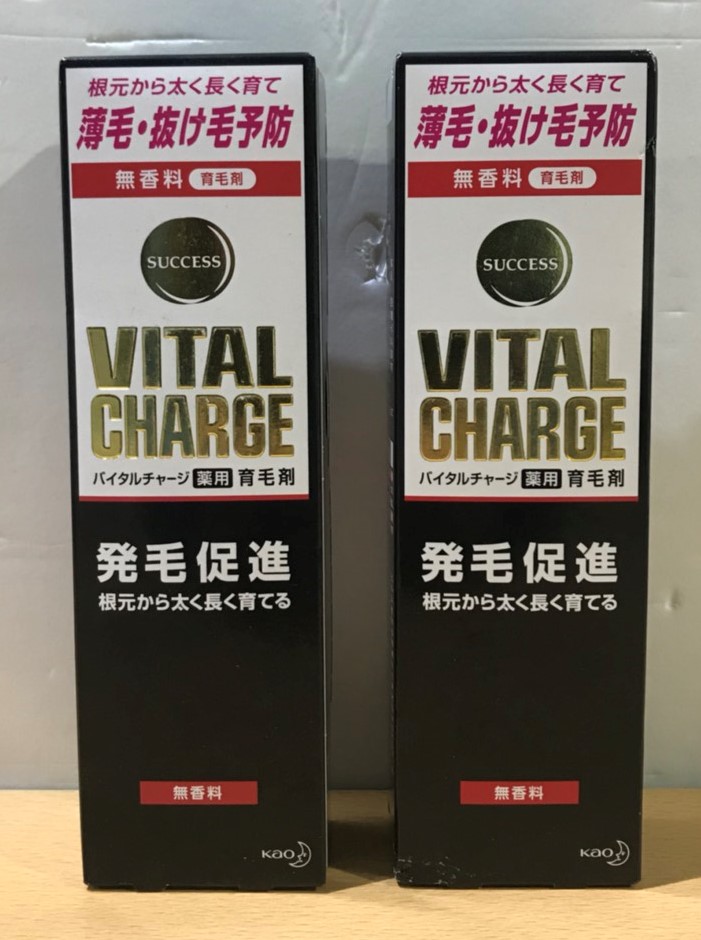 根元から太く長く育て
薄毛・抜け毛予防
無香料 育毛剤
SUCCESS
VITAL
CHARGE
バイタルチャージ 薬用 育毛剤
発毛促進
根元から太く長く育てる
無香料
Kao
根元から太く長く育て
薄毛・抜け毛予防
無香料 育毛剤
SUCCESS
VITAL
CHARGE
バイタルチャージ 薬用 育毛剤
発毛促進
根元から太く長く育てる
無香料
Kao